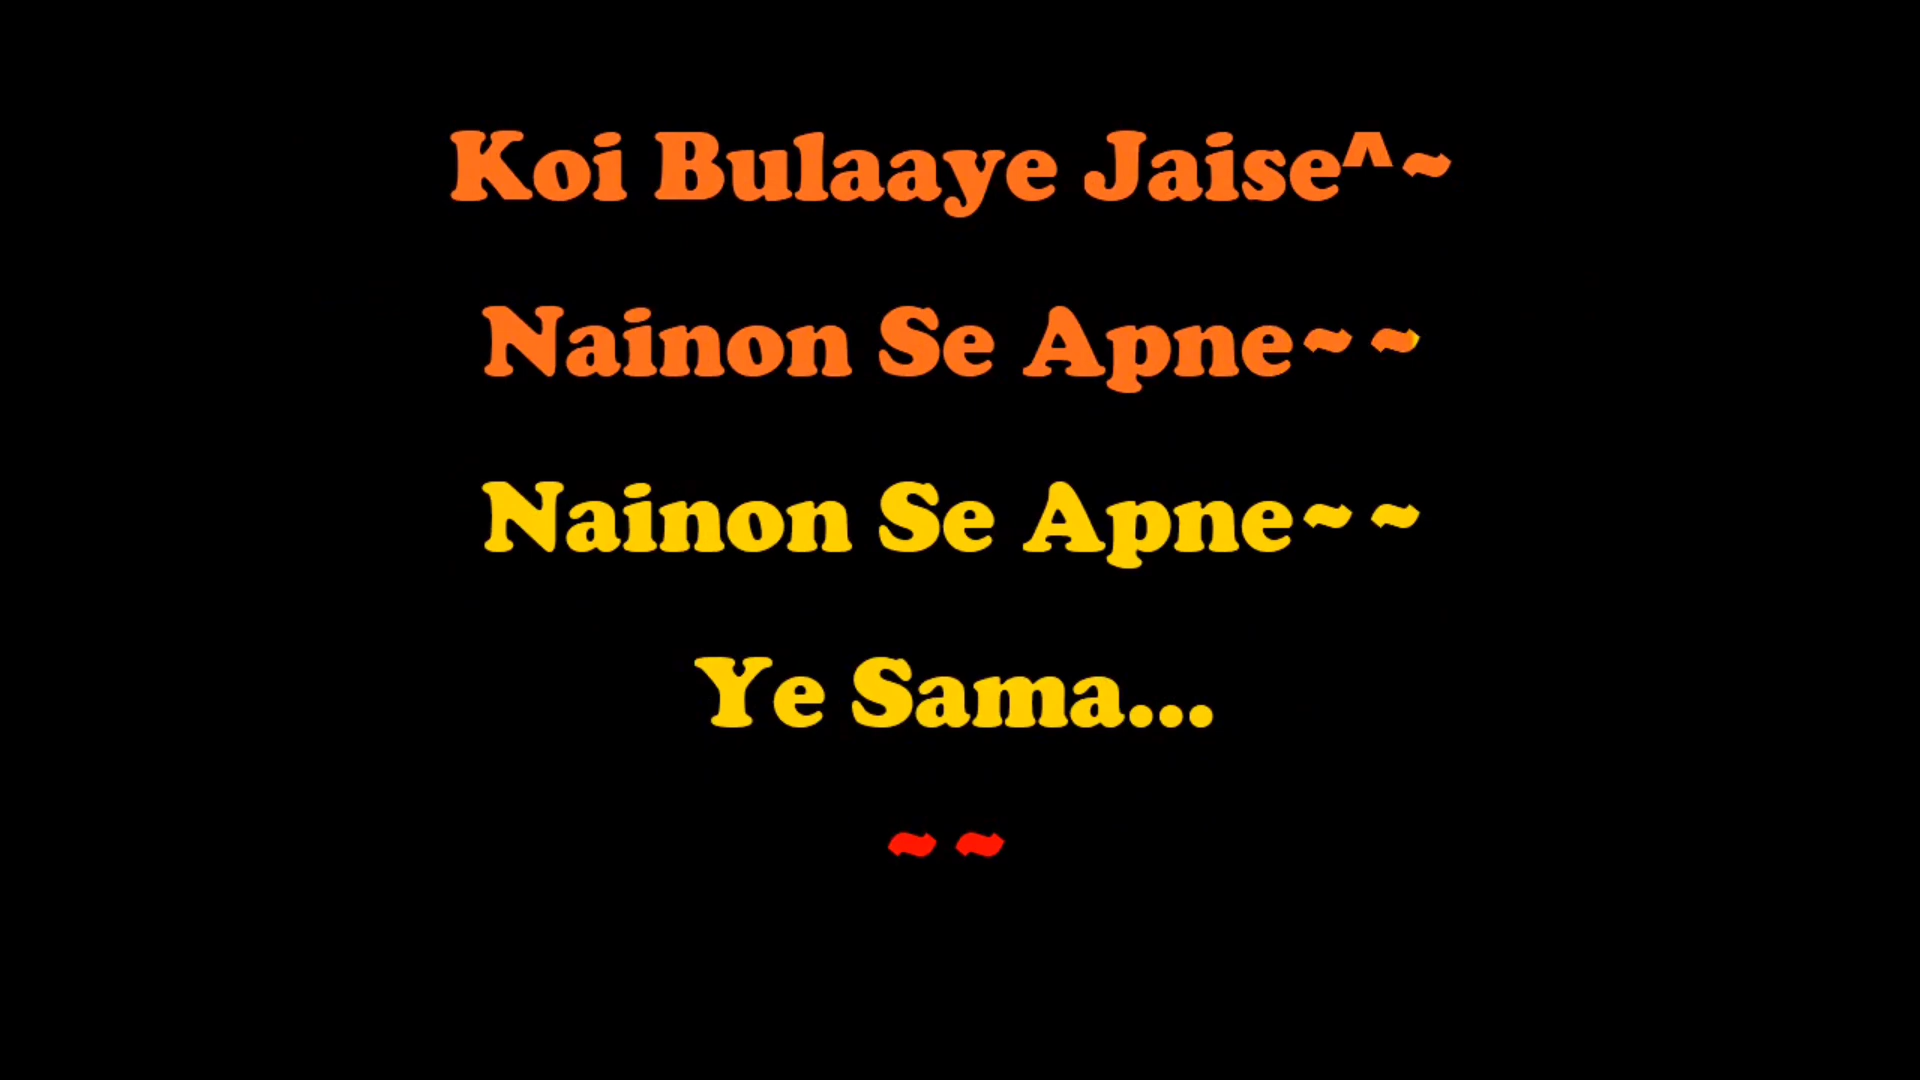 Koi Bulaaye Jaise^~
Nainon Se Apne~~
Nainon Se Apne~~
Ye Sama...
~~